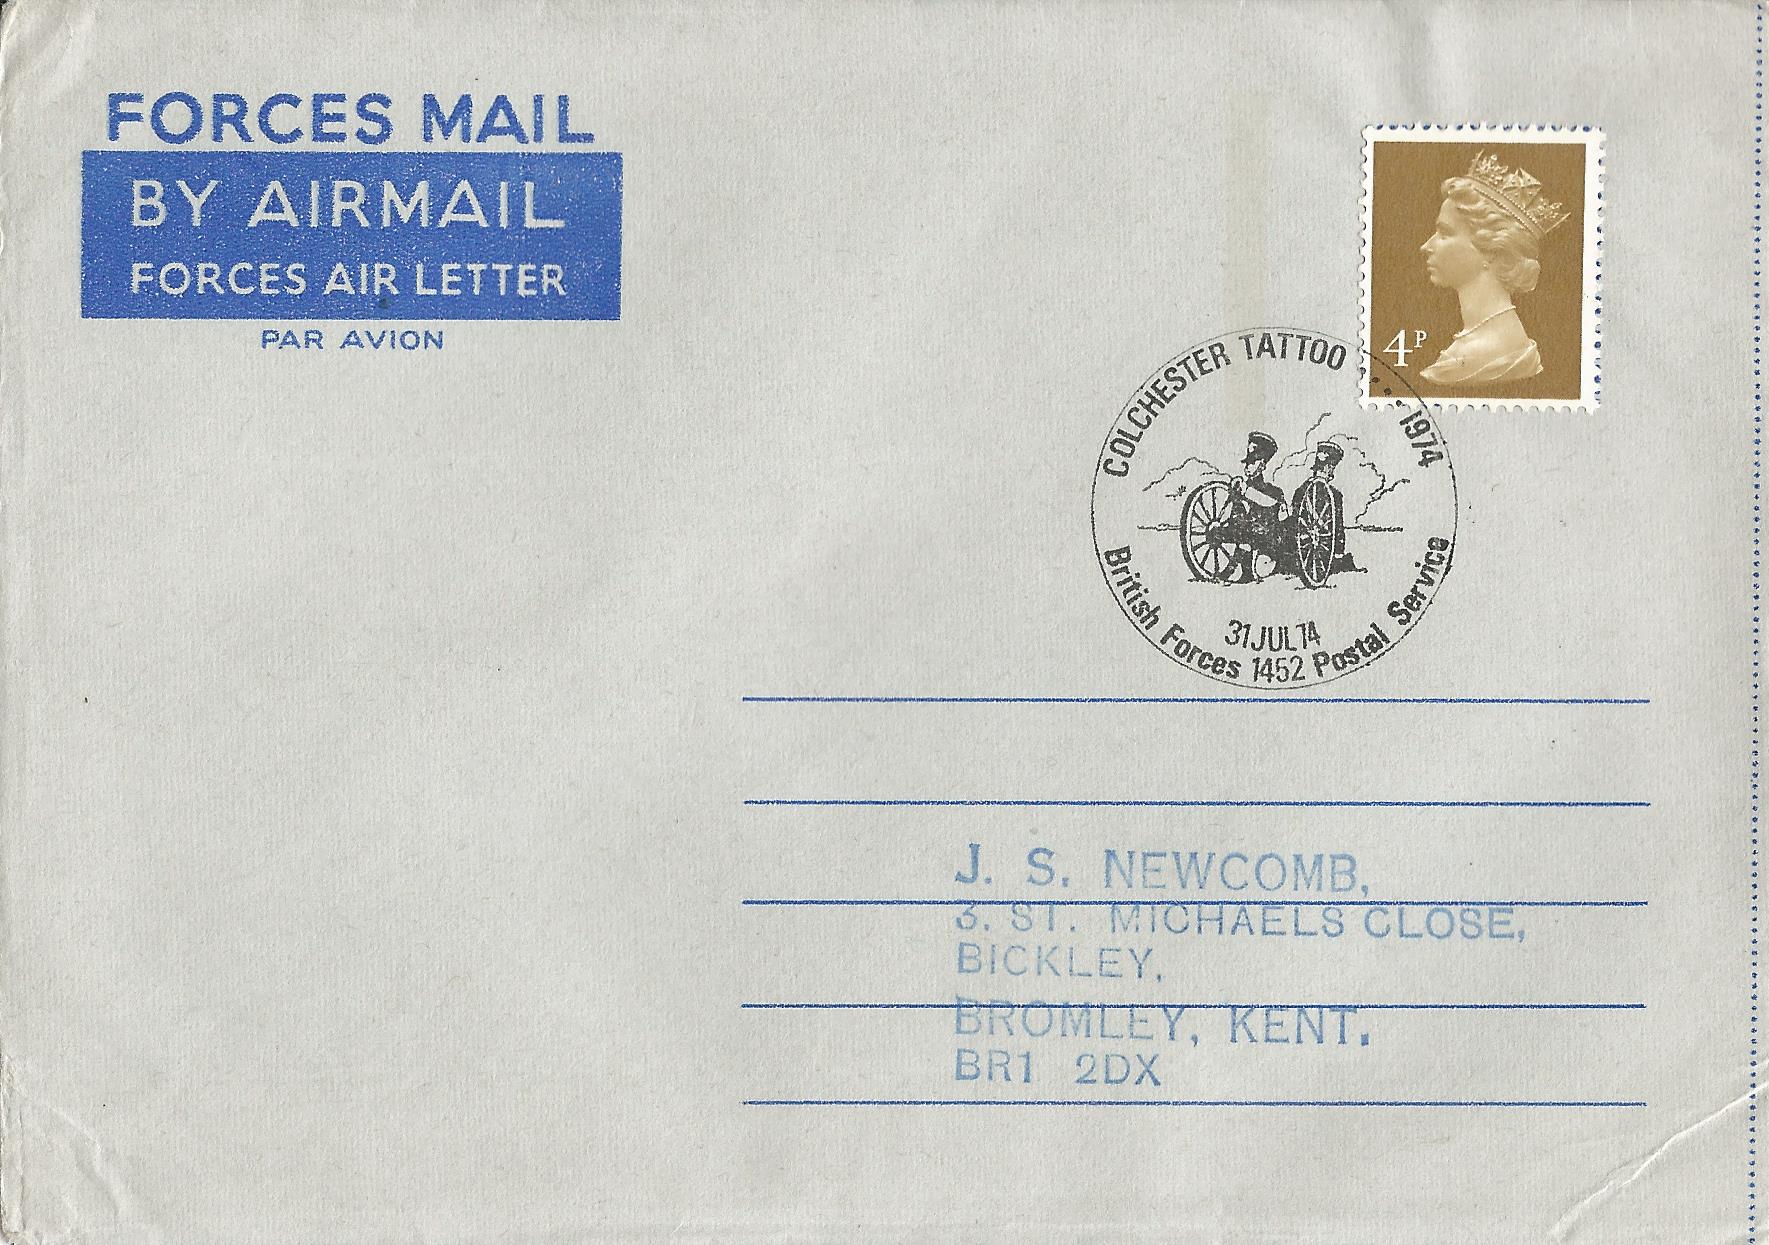 FORCES MAIL
BY AIRMAIL
FORCES AIR LETTER
PAR AVION
4P
COLCHESTER TATTOO .... 1974
31 JUL 74
British Forces 1452 Postal Service
J. S. NEWCOMB,
3. ST. MICHAELS CLOSE,
BICKLEY,
BROMLEY, KENT.
BR1 2DX